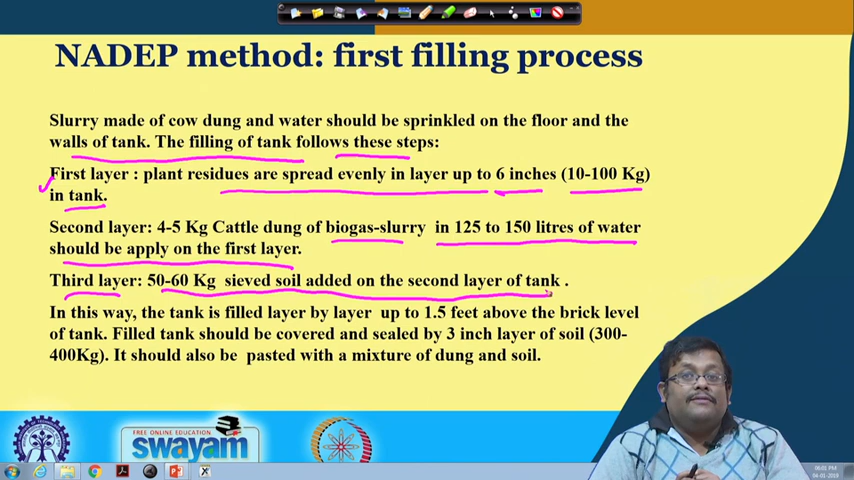 NADEP method: first filling process
Slurry made of cow dung and water should be sprinkled on the floor and the
walls of tank. The filling of tank follows these steps:
First layer : plant residues are spread evenly in layer up to 6 inches (10-100 Kg)
in tank.
Second layer: 4-5 Kg Cattle dung of biogas-slurry in 125 to 150 litres of water
should be apply on the first layer.
Third layer: 50-60 Kg sieved soil added on the second layer of tank .
In this way, the tank is filled layer by layer up to 1.5 feet above the brick level
of tank. Filled tank should be covered and sealed by 3 inch layer of soil (300-
400Kg). It should also be pasted with a mixture of dung and soil.
FREE ONLINE EDUCATION
swayam
06:01 PM
04-01-2019